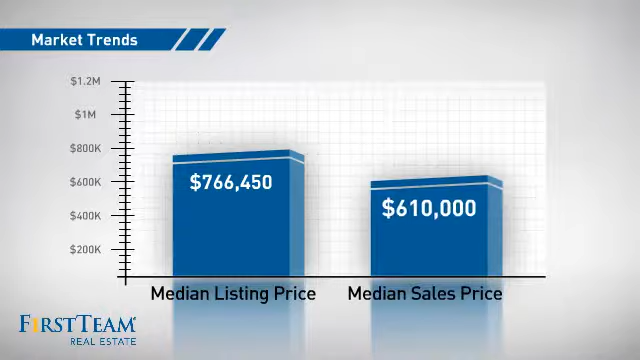 Market Trends
$1.2M
$1M
$800K
$600K
$400K
$200K
$766,450
$610,000
Median Listing Price
Median Sales Price
FIRSTTEAM®
REAL ESTATE